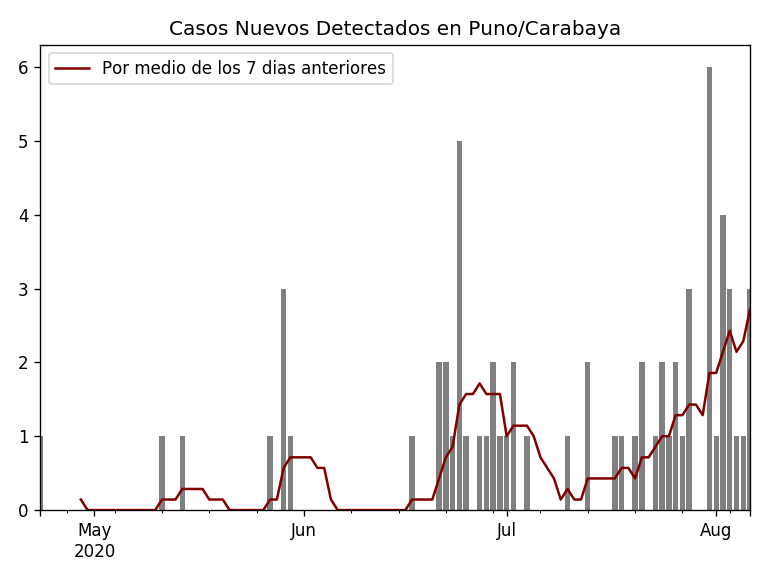 Casos Nuevos Detectados en Puno/Carabaya
Por medio de los 7 dias anteriores
6
5
4
3
2
1
0
May
2020
Jun
Jul
Aug